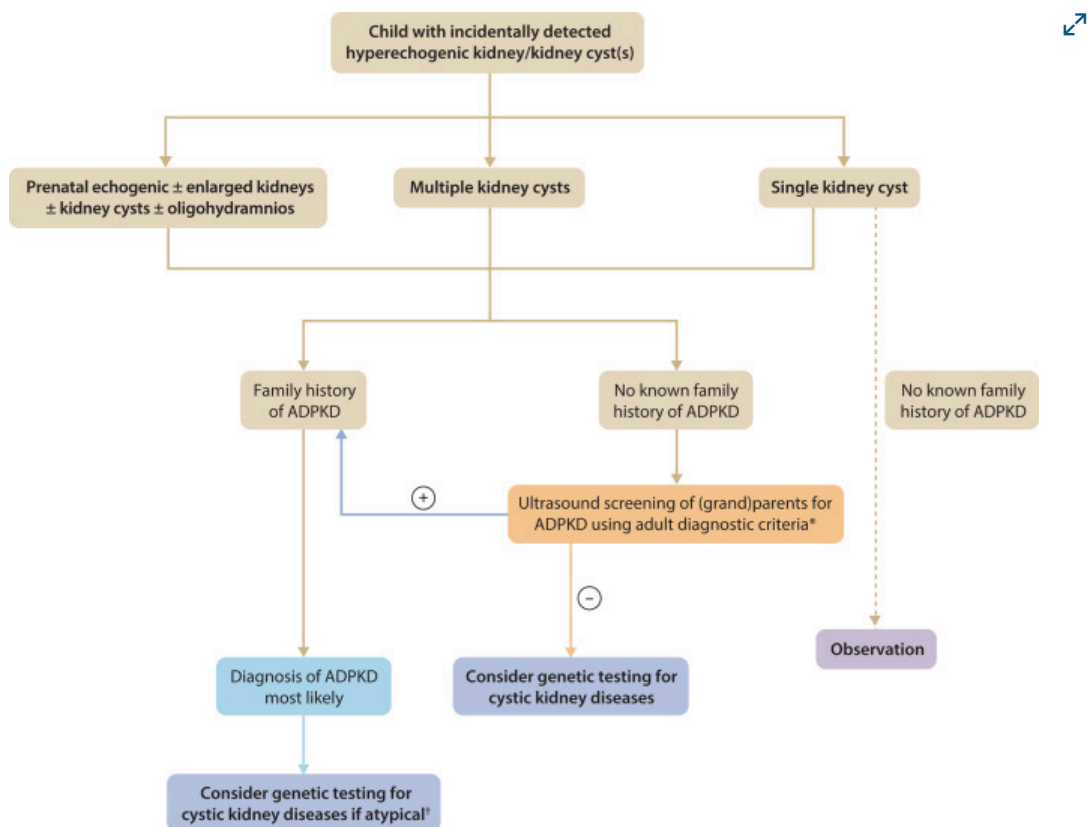 Child with incidentally detected
hyperechogenic kidney/kidney cyst(s)
Prenatal echogenic ± enlarged kidneys
± kidney cysts ± oligohydramnios
Multiple kidney cysts
Single kidney cyst
Family history
of ADPKD
No known family
history of ADPKD
No known family
history of ADPKD
+
Ultrasound screening of (grand)parents for
ADPKD using adult diagnostic criteria*
−
Observation
Diagnosis of ADPKD
most likely
Consider genetic testing for
cystic kidney diseases
Consider genetic testing for
cystic kidney diseases if atypical†